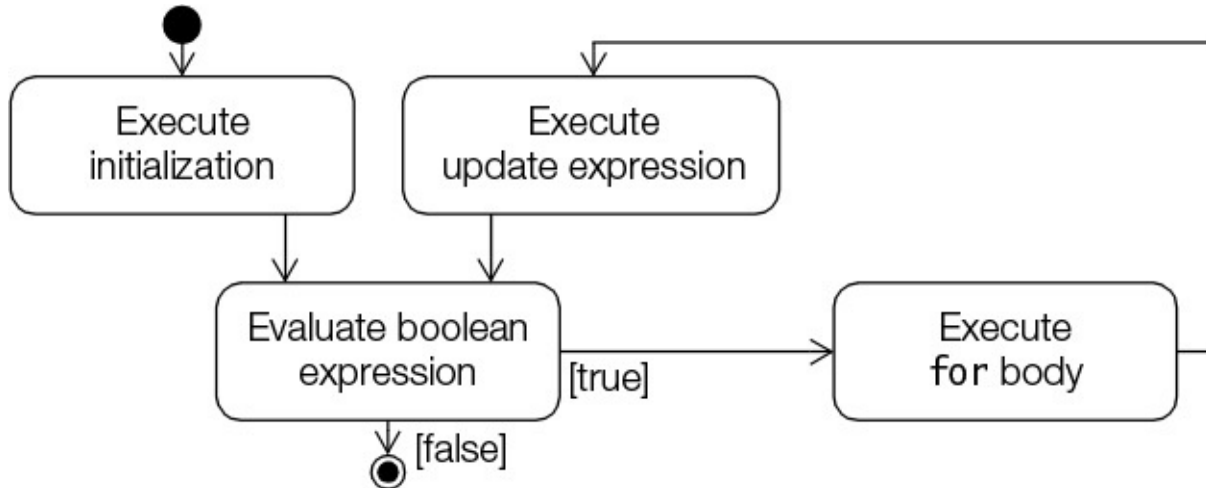 Execute
initialization
Execute
update expression
Evaluate boolean
expression
[true]
Execute
for body
[false]